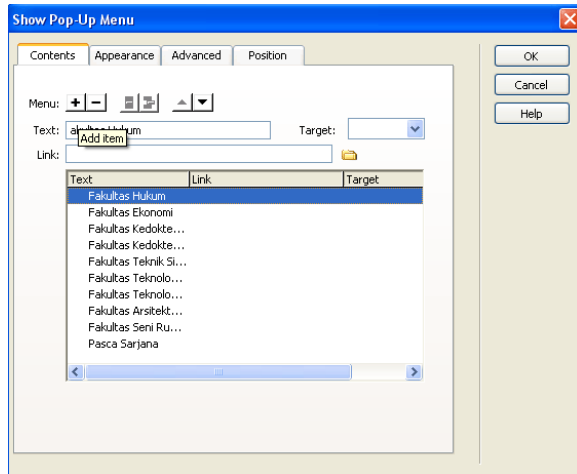 Show Pop-Up Menu
Contents Appearance Advanced Position
OK
Cancel
Help
Menu:
Text: Target:
Add item
Link:
Text Link Target
Fakultas Hukum
Fakultas Ekonomi
Fakultas Kedokte...
Fakultas Kedokte...
Fakultas Teknik Si...
Fakultas Teknolo...
Fakultas Teknolo...
Fakultas Arsitekt...
Fakultas Seni Ru...
Pasca Sarjana